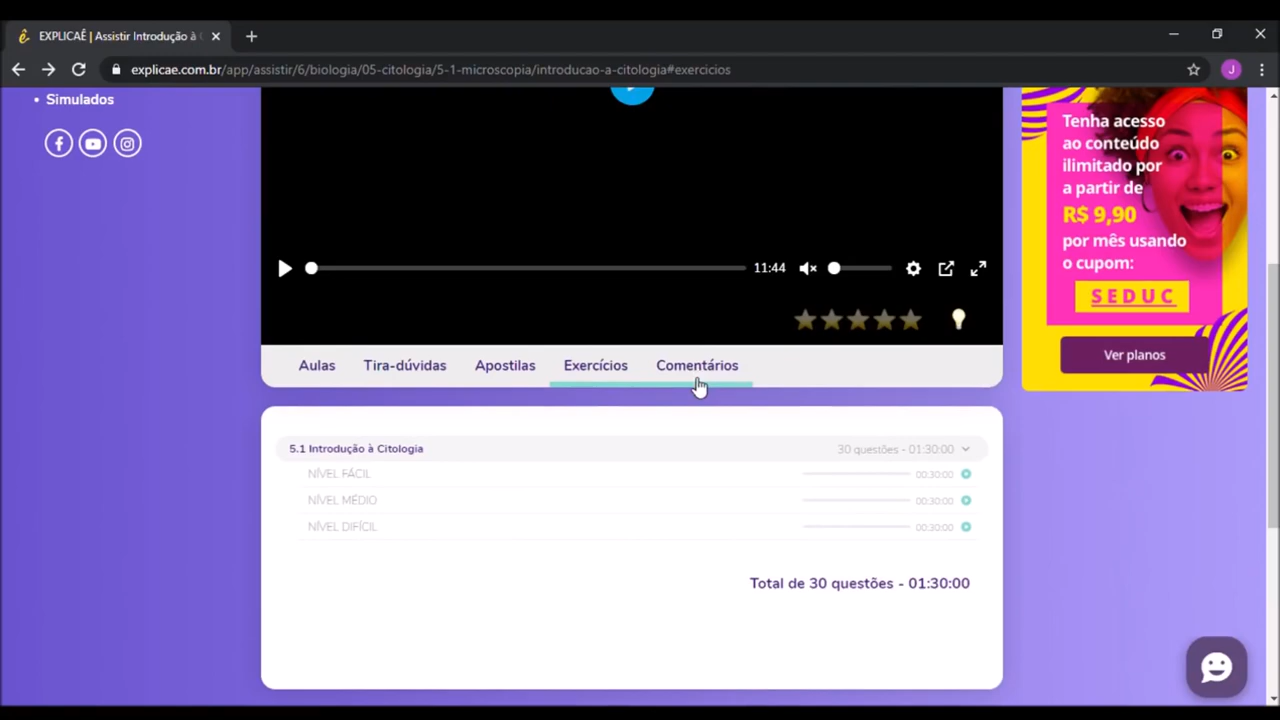 EXPLICAÊ | Assistir Introdução à C
explicae.com.br/app/assistir/6/biologia/05-citologia/5-1-microscopia/introducao-a-citologia#exercicios
J
• Simulados
11:44
Aulas
Tira-dúvidas
Apostilas
Exercícios
Comentários
5.1 Introdução à Citologia
30 questões - 01:30:00
NÍVEL FÁCIL
00:30:00
NÍVEL MÉDIO
00:30:00
NÍVEL DIFÍCIL
00:30:00
Total de 30 questões - 01:30:00
Tenha acesso
ao conteúdo
ilimitado por
a partir de
R$ 9,90
por mês usando
o cupom:
SEDUC
Ver planos